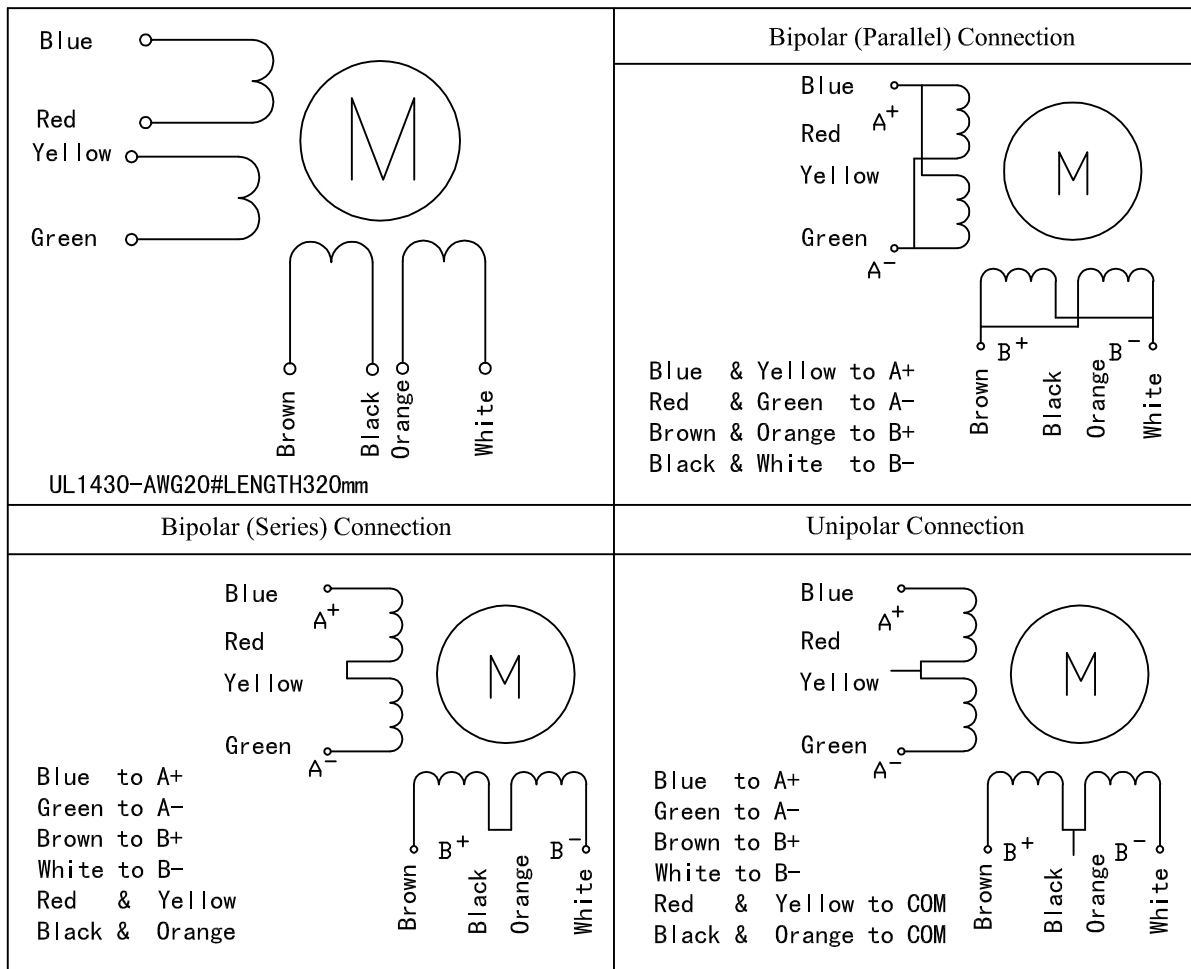 Blue
Red
Yellow
Green
M
Brown
Black
Orange
White
UL1430-AWG20#LENGTH320mm
Bipolar (Parallel) Connection
Blue
A+
Red
Yellow
Green
A-
M
B+
B-
Brown
Black
Orange
White
Blue & Yellow to A+
Red & Green to A-
Brown & Orange to B+
Black & White to B-
Bipolar (Series) Connection
Blue
A+
Red
Yellow
Green
A-
M
B+
B-
Brown
Black
Orange
White
Blue to A+
Green to A-
Brown to B+
White to B-
Red & Yellow
Black & Orange
Unipolar Connection
Blue
A+
Red
Yellow
Green
A-
M
B+
B-
Brown
Black
Orange
White
Blue to A+
Green to A-
Brown to B+
White to B-
Red & Yellow to COM
Black & Orange to COM